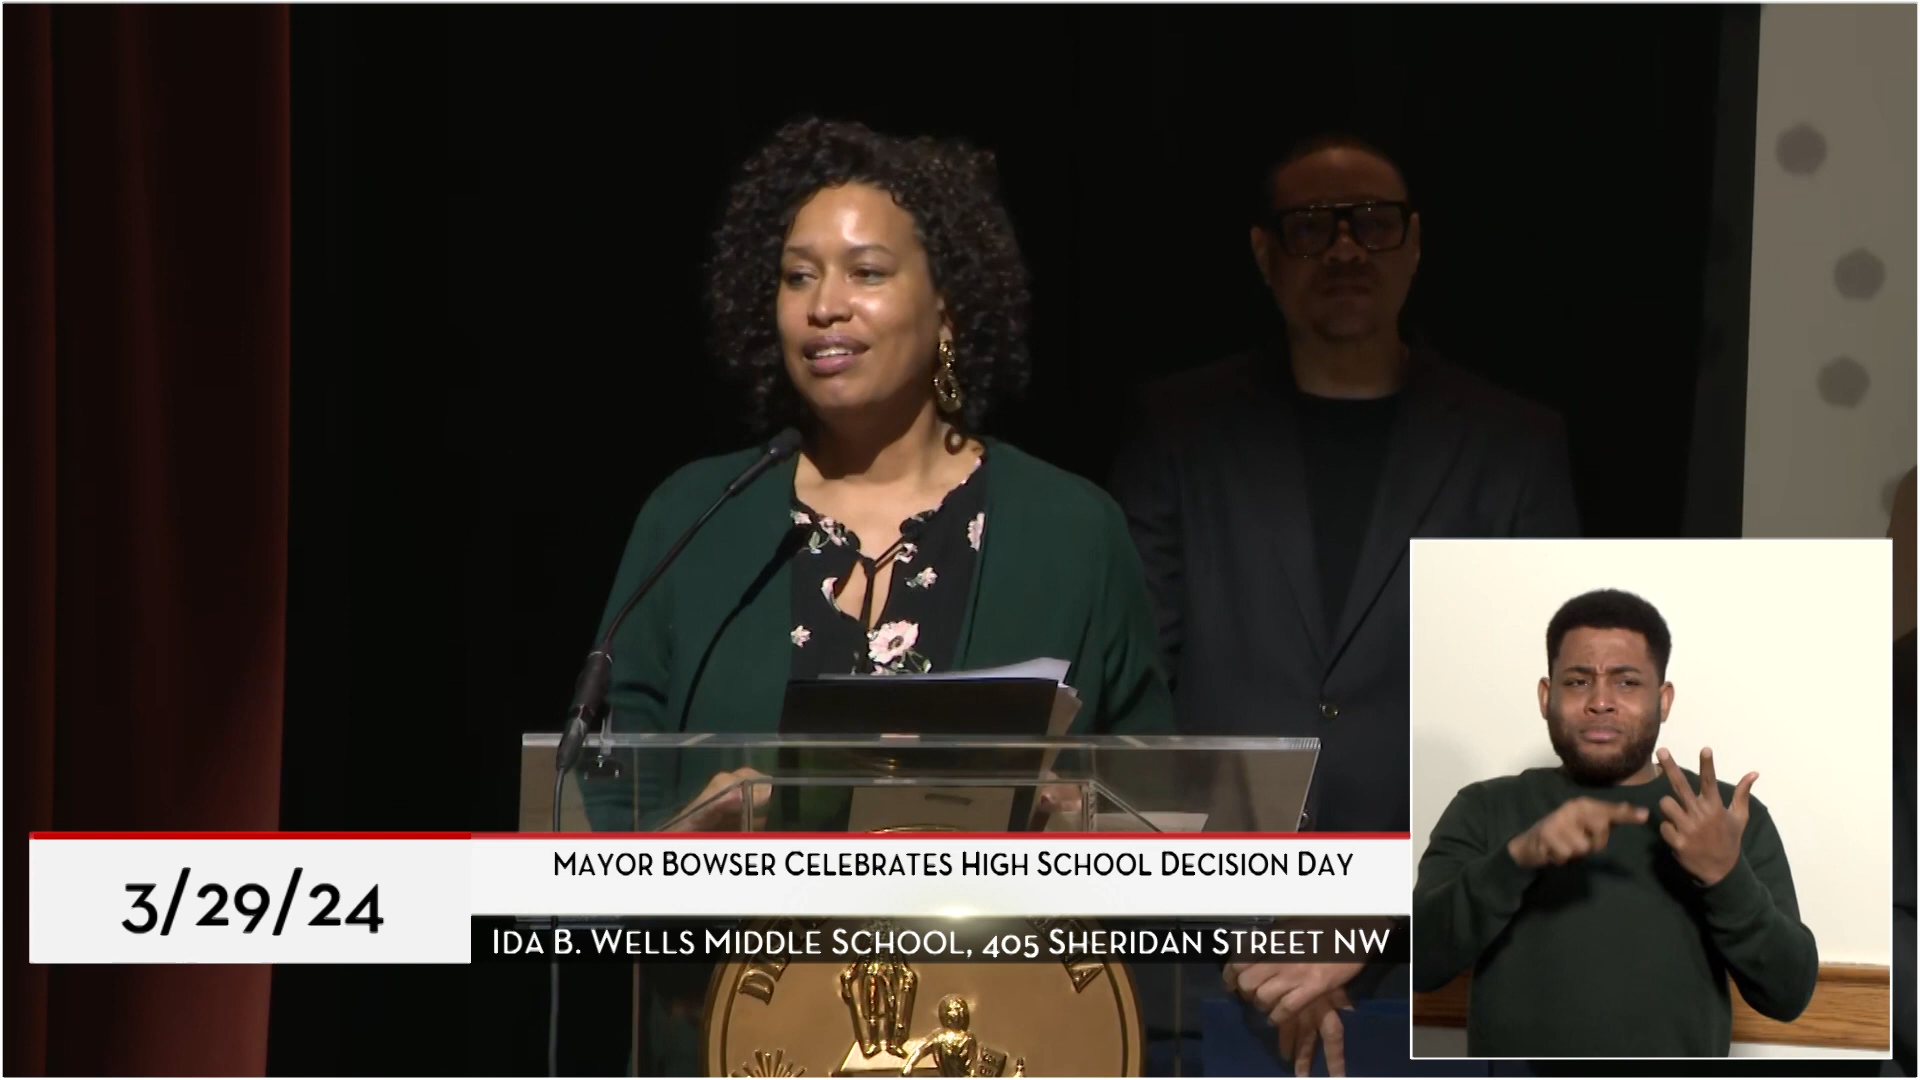 3/29/24
Mayor Bowser Celebrates High School Decision Day
Ida B. Wells Middle School, 405 Sheridan Street NW